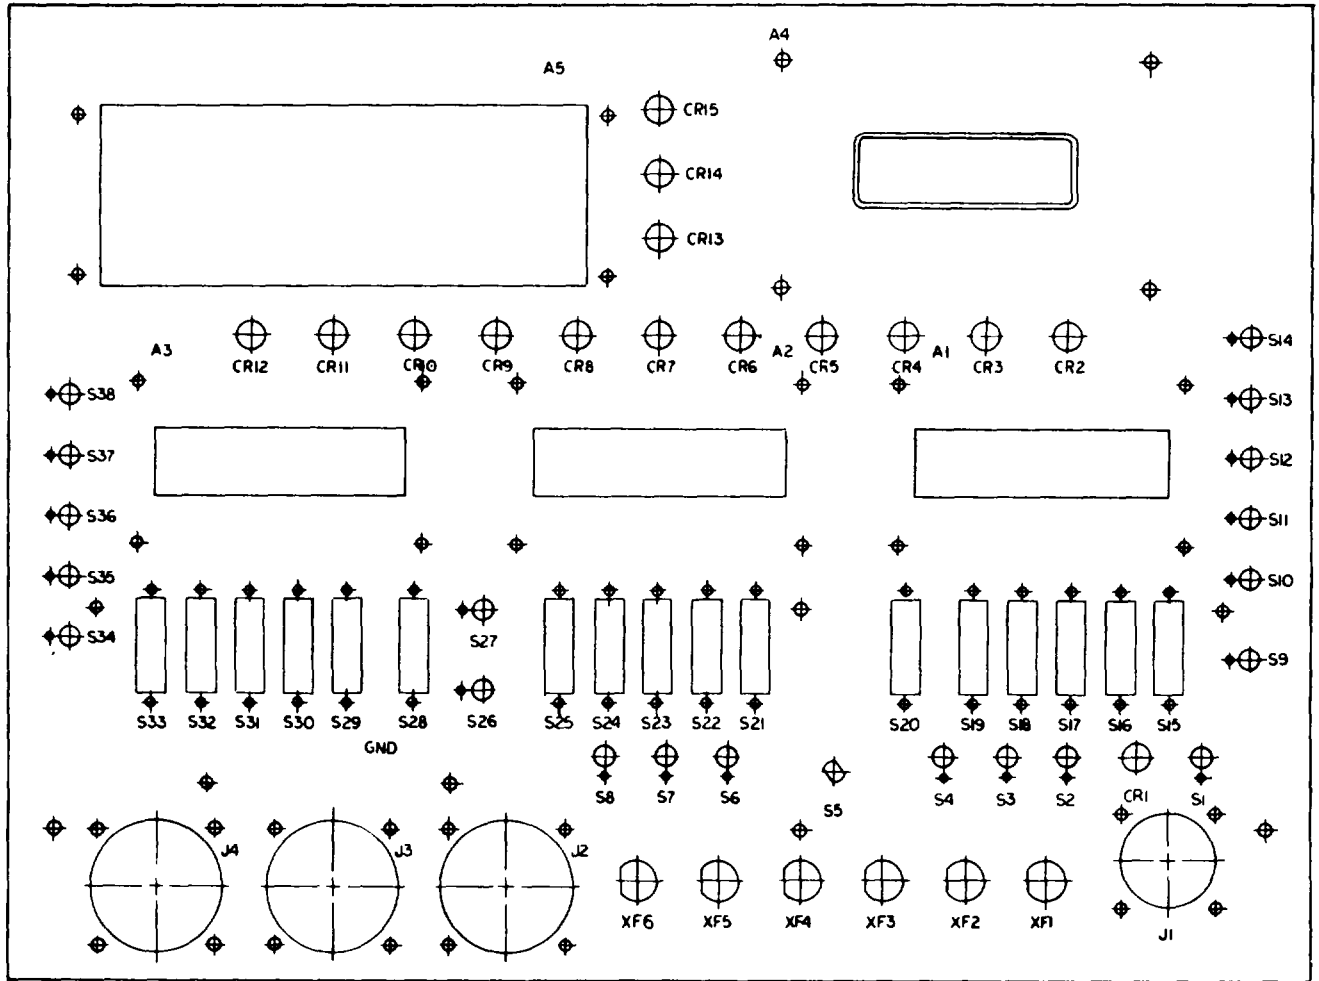 A4
A5
CR15
CR14
CR13
A3 A2 A1 S14
CR12 CR11 CR10 CR9 CR8 CR7 CR6 CR5 CR4 CR3 CR2
S38 S13
S37 S12
S36 S11
S35 S10
S34 S27 S9
S33 S32 S31 S30 S29 S28 S26 S25 S24 S23 S22 S21 S20 S19 S18 S17 S16 S15
GND
S8 S7 S6 S5 S4 S3 S2 CR1 S1
J4 J3 J2
XF6 XF5 XF4 XF3 XF2 XF1 J1